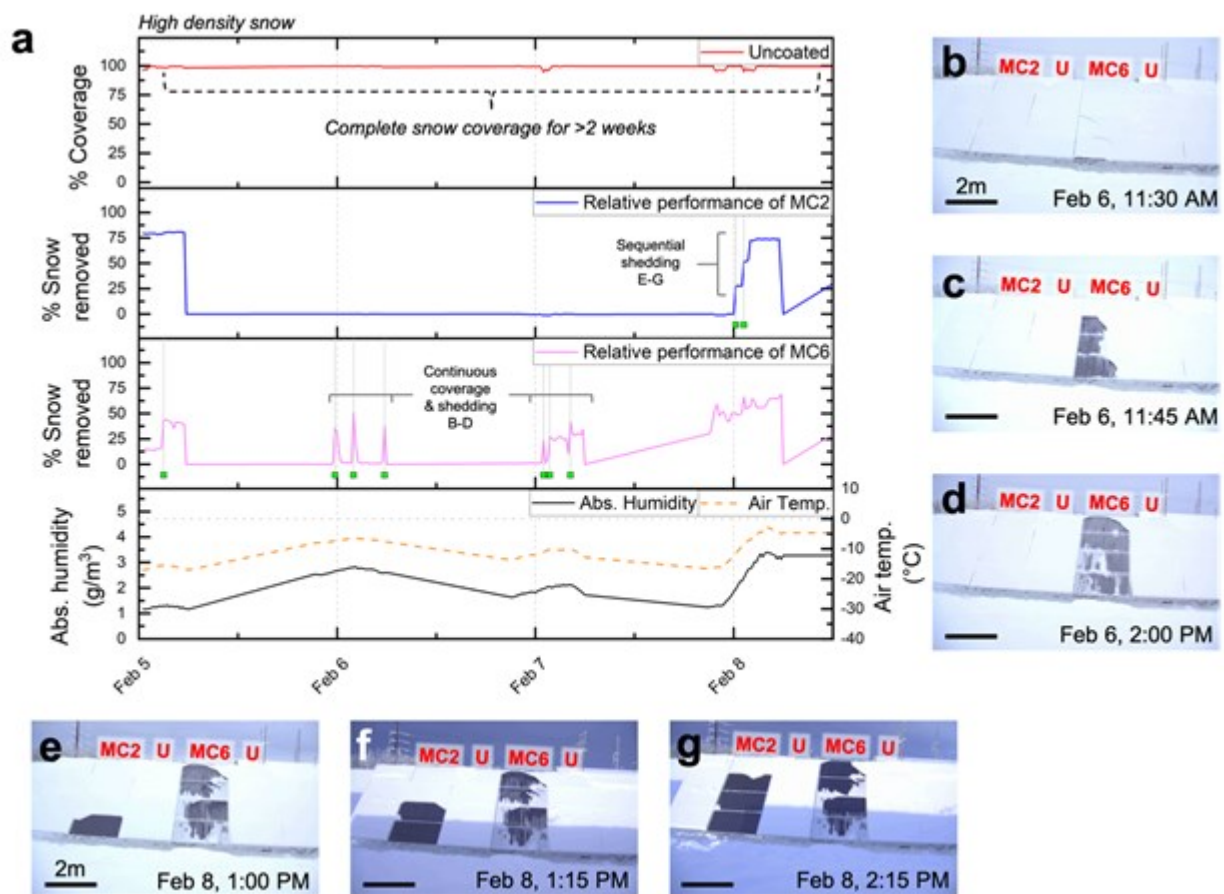 a
High density snow
Uncoated
100
75
50
25
0
% Coverage
Complete snow coverage for >2 weeks
Relative performance of MC2
100
75
50
25
0
% Snow
removed
Sequential
shedding
E-G
Relative performance of MC6
100
75
50
25
0
% Snow
removed
Continuous
coverage
& shedding
B-D
Abs. Humidity
Air Temp.
5
4
3
2
1
0
Abs. humidity
(g/m³)
10
0
-10
-20
-30
-40
Air temp.
(°C)
Feb 5
Feb 6
Feb 7
Feb 8
b
MC2 U MC6 U
2m
Feb 6, 11:30 AM
c
MC2 U MC6 U
Feb 6, 11:45 AM
d
MC2 U MC6 U
Feb 6, 2:00 PM
e
MC2 U MC6 U
2m
Feb 8, 1:00 PM
f
MC2 U MC6 U
Feb 8, 1:15 PM
g
MC2 U MC6 U
Feb 8, 2:15 PM